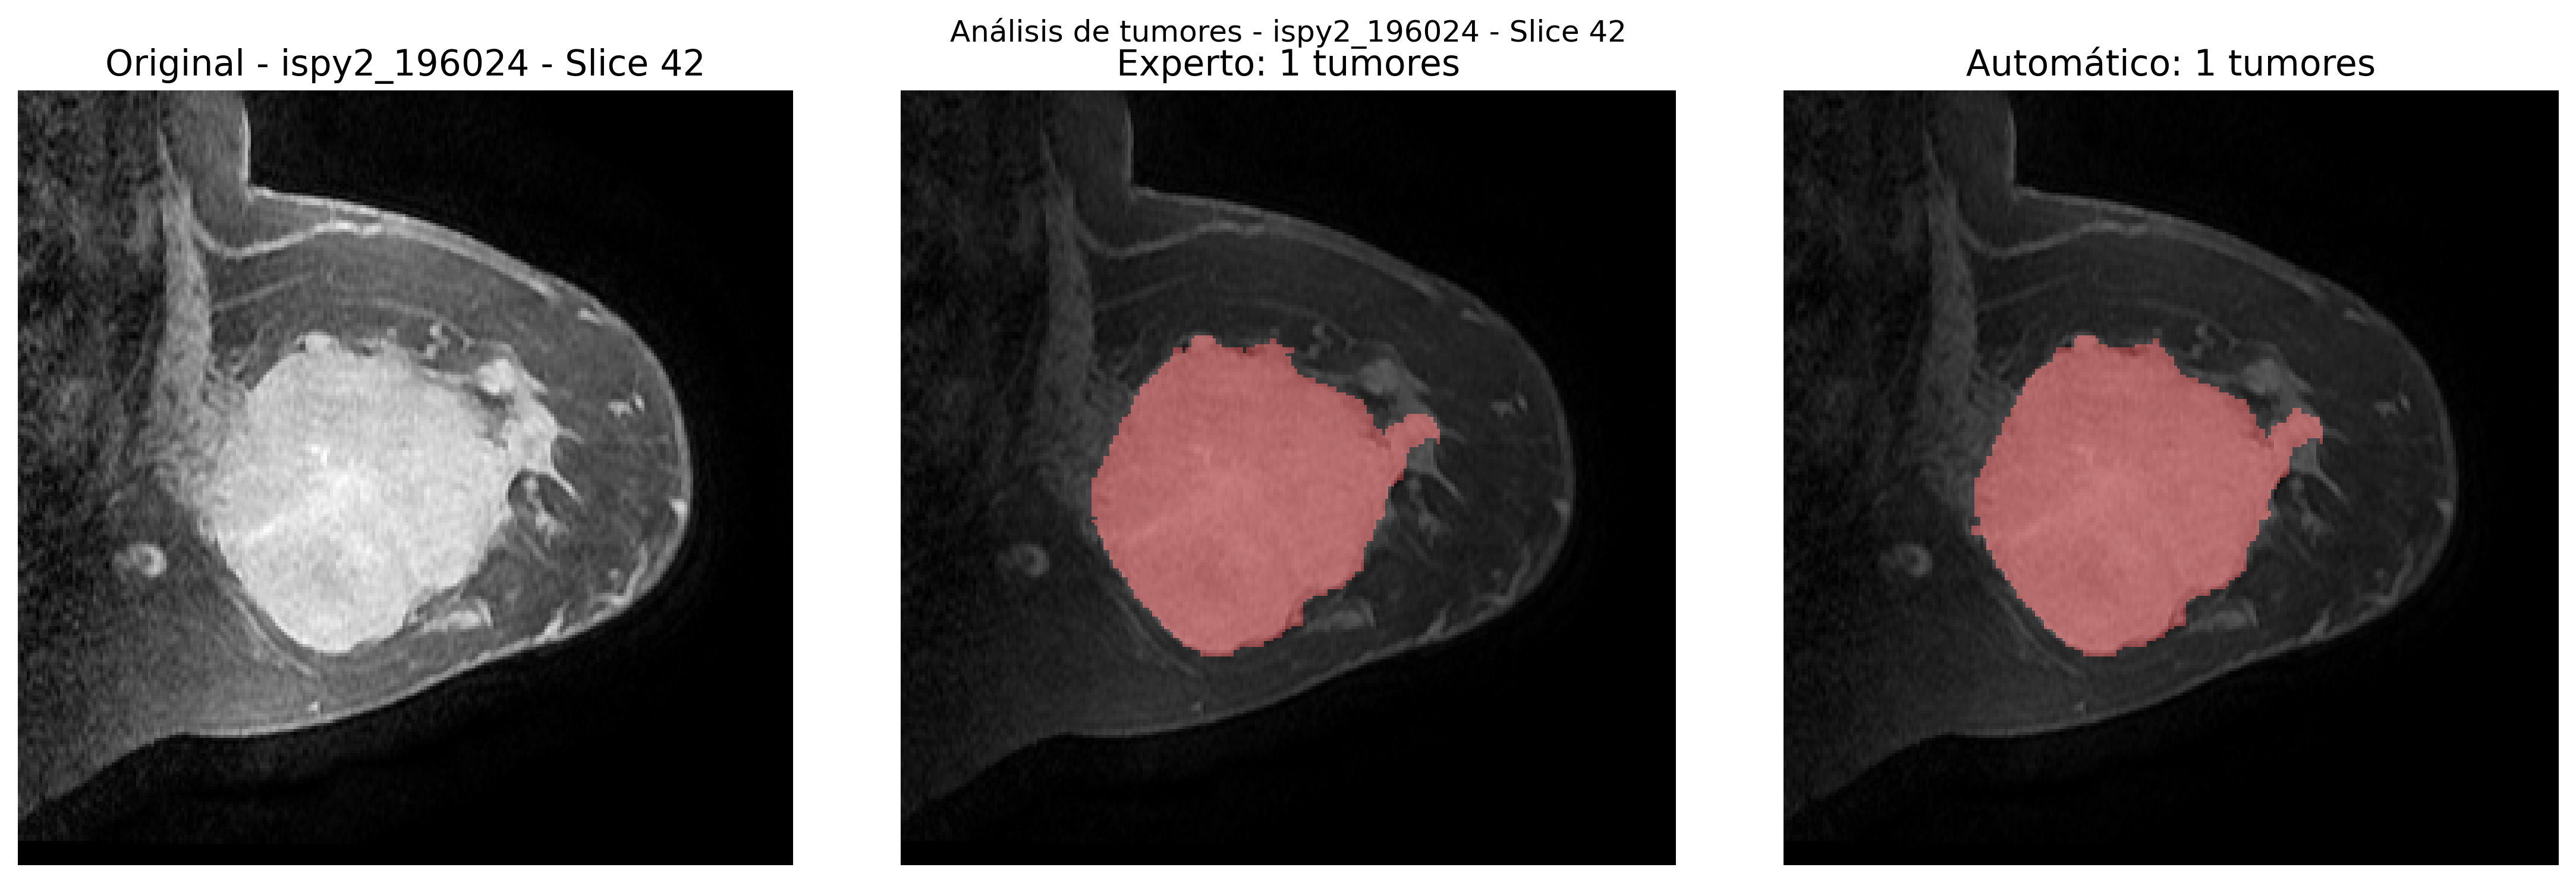 Análisis de tumores - ispy2_196024 - Slice 42
Original - ispy2_196024 - Slice 42
Experto: 1 tumores
Automático: 1 tumores